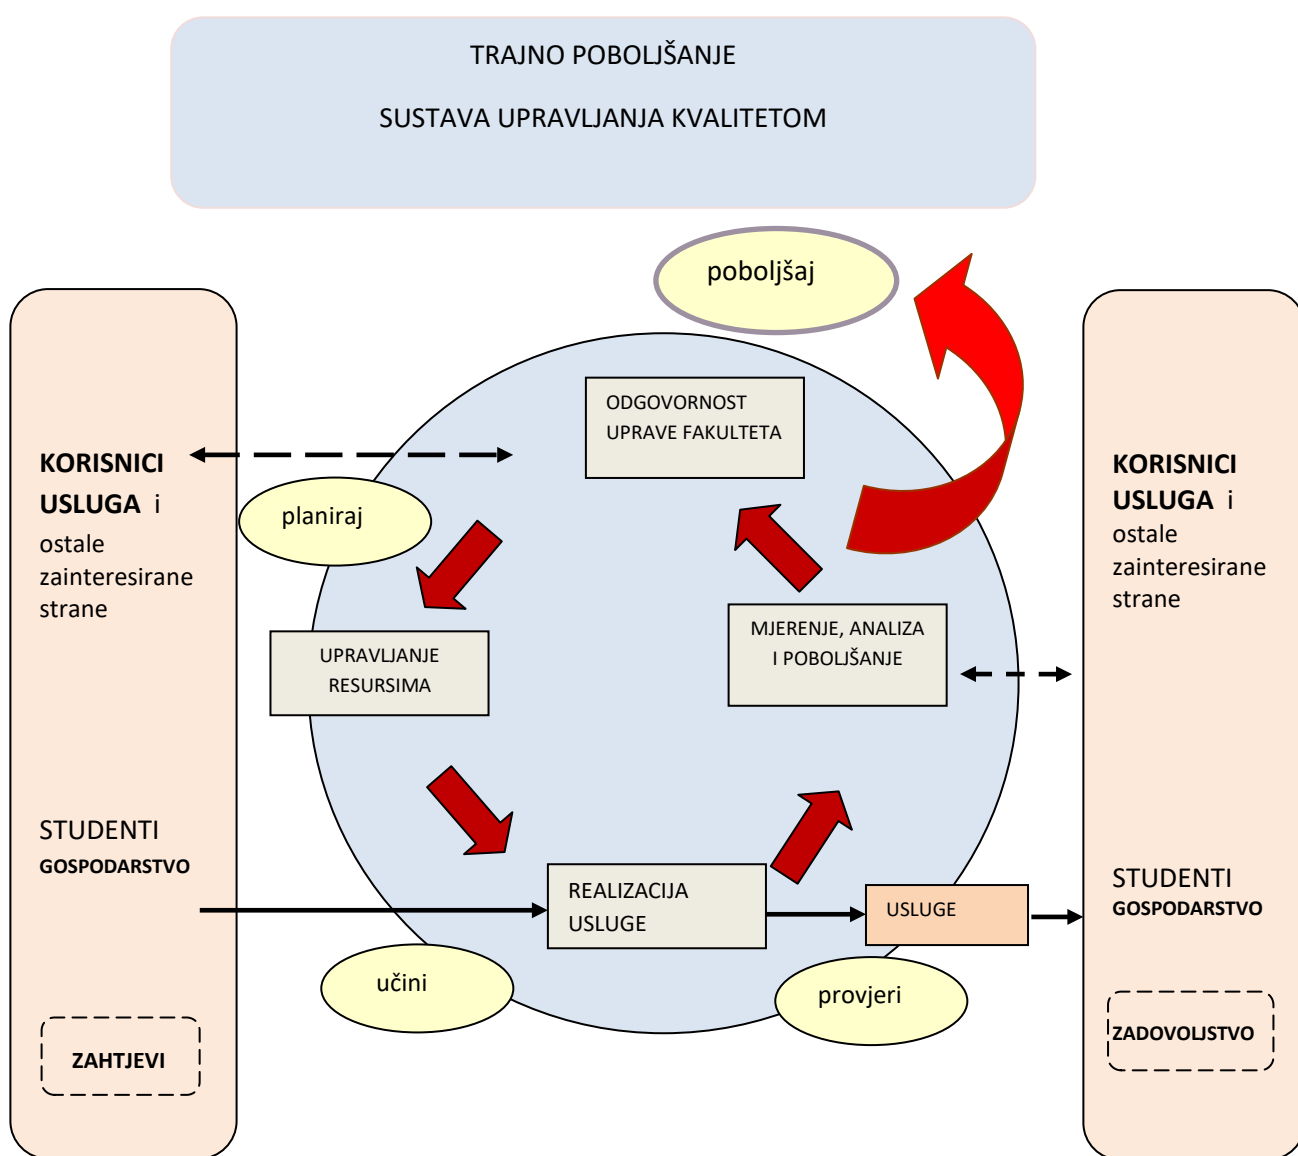 TRAJNO POBOLJŠANJE
SUSTAVA UPRAVLJANJA KVALITETOM
poboljšaj
ODGOVORNOST
UPRAVE FAKULTETA
KORISNICI
USLUGA i
ostale
zainteresirane
strane
planiraj
UPRAVLJANJE
RESURSIMA
MJERENJE, ANALIZA
I POBOLJŠANJE
KORISNICI
USLUGA i
ostale
zainteresirane
strane
STUDENTI
GOSPODARSTVO
REALIZACIJA
USLUGE
USLUGE
STUDENTI
GOSPODARSTVO
učini
provjeri
ZAHTJEVI
ZADOVOLJSTVO